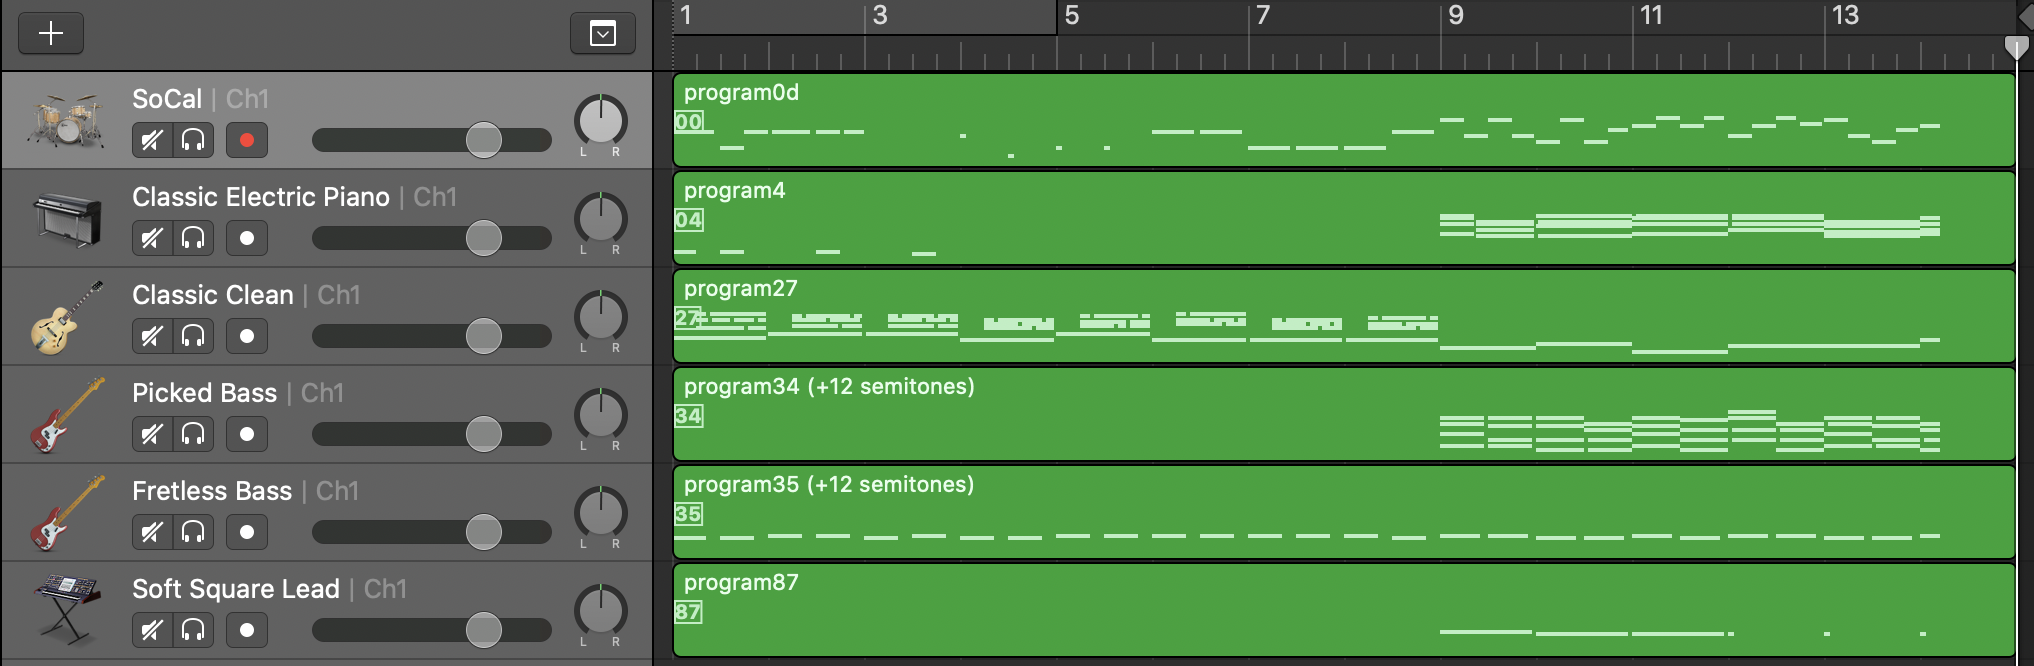 1 3 5 7 9 11 13
SoCal | Ch1
L R
program0d
00
Classic Electric Piano | Ch1
L R
program4
04
Classic Clean | Ch1
L R
program27
27
Picked Bass | Ch1
L R
program34 (+12 semitones)
34
Fretless Bass | Ch1
L R
program35 (+12 semitones)
35
Soft Square Lead | Ch1
L R
program87
87